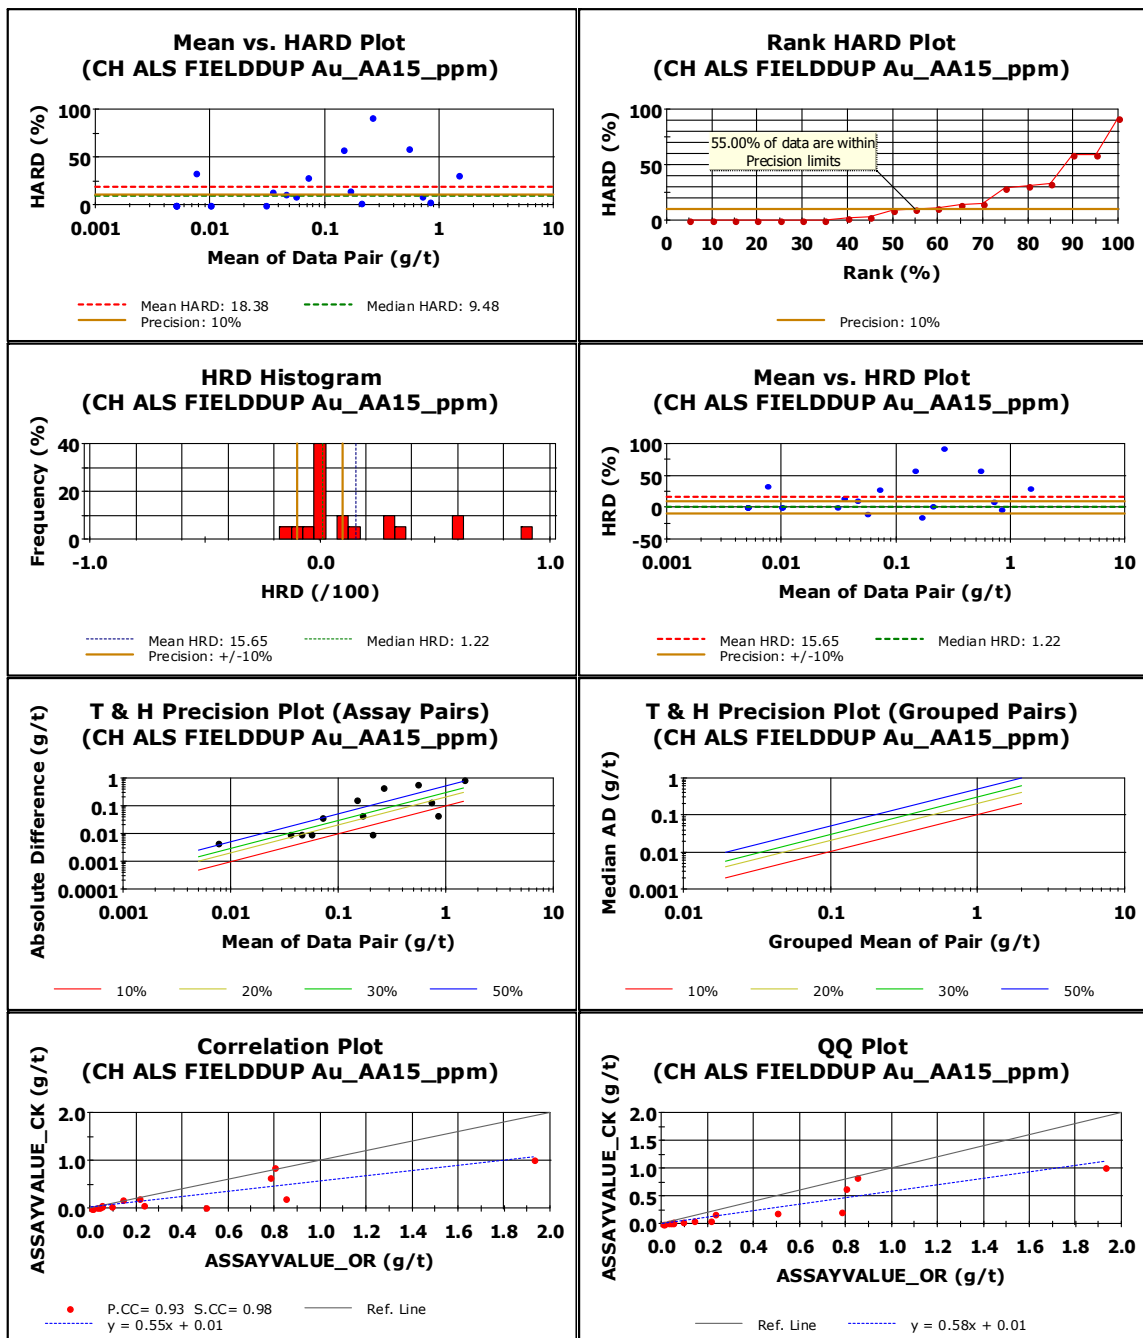 Mean vs. HARD Plot
(CH ALS FIELDDUP Au_AA15_ppm)
HARD (%)
100
50
0
0.001
0.01
0.1
1
10
Mean of Data Pair (g/t)
Mean HARD: 18.38
Median HARD: 9.48
Precision: 10%
Rank HARD Plot
(CH ALS FIELDDUP Au_AA15_ppm)
HARD (%)
100
50
0
55.00% of data are within
Precision limits
0 10 20 30 40 50 60 70 80 90 100
Rank (%)
Precision: 10%
HRD Histogram
(CH ALS FIELDDUP Au_AA15_ppm)
Frequency (%)
40
20
0
-1.0
0.0
1.0
HRD (/100)
Mean HRD: 15.65
Median HRD: 1.22
Precision: +/-10%
Mean vs. HRD Plot
(CH ALS FIELDDUP Au_AA15_ppm)
HRD (%)
100
50
0
-50
0.001
0.01
0.1
1
10
Mean of Data Pair (g/t)
Mean HRD: 15.65
Median HRD: 1.22
Precision: +/-10%
T & H Precision Plot (Assay Pairs)
(CH ALS FIELDDUP Au_AA15_ppm)
Absolute Difference (g/t)
1
0.1
0.01
0.001
0.0001
0.001
0.01
0.1
1
10
Mean of Data Pair (g/t)
10%
20%
30%
50%
T & H Precision Plot (Grouped Pairs)
(CH ALS FIELDDUP Au_AA15_ppm)
Median AD (g/t)
1
0.1
0.01
0.001
0.01
0.1
1
10
Grouped Mean of Pair (g/t)
10%
20%
30%
50%
Correlation Plot
(CH ALS FIELDDUP Au_AA15_ppm)
ASSAYVALUE_CK (g/t)
2.0
1.0
0.0
0.0 0.2 0.4 0.6 0.8 1.0 1.2 1.4 1.6 1.8 2.0
ASSAYVALUE_OR (g/t)
P.CC= 0.93 S.CC= 0.98
Ref. Line
y = 0.55x + 0.01
QQ Plot
(CH ALS FIELDDUP Au_AA15_ppm)
ASSAYVALUE_CK (g/t)
2.0
1.5
1.0
0.5
0.0
0.0 0.2 0.4 0.6 0.8 1.0 1.2 1.4 1.6 1.8 2.0
ASSAYVALUE_OR (g/t)
Ref. Line
y = 0.58x + 0.01